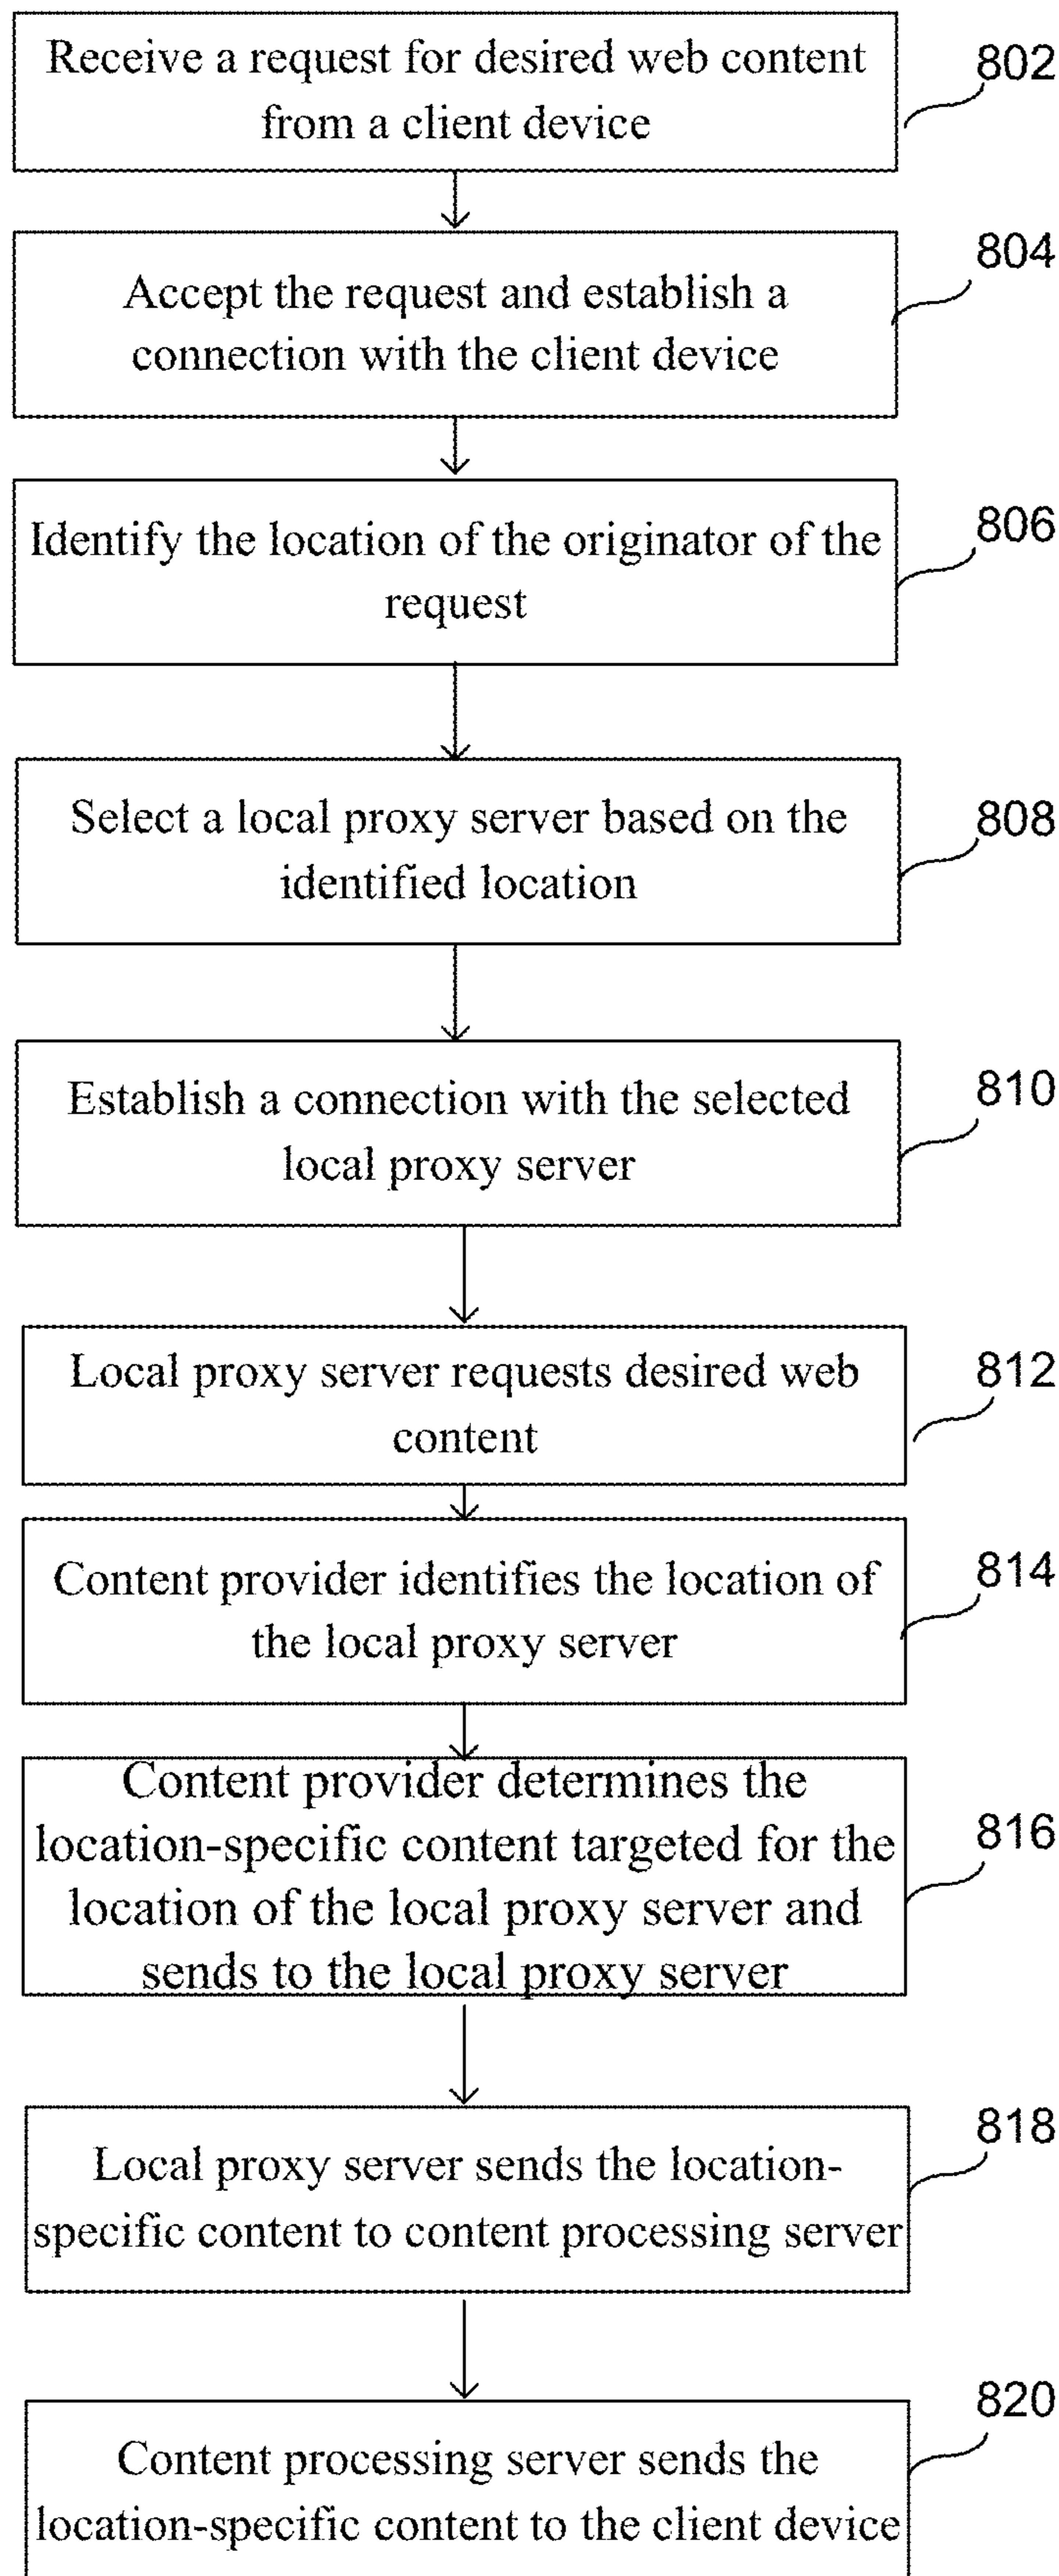 Receive a request for desired web content
from a client device
802
Accept the request and establish a
connection with the client device
804
Identify the location of the originator of the
request
806
Select a local proxy server based on the
identified location
808
Establish a connection with the selected
local proxy server
810
Local proxy server requests desired web
content
812
Content provider identifies the location of
the local proxy server
814
Content provider determines the
location-specific content targeted for the
location of the local proxy server and
sends to the local proxy server
816
Local proxy server sends the location-
specific content to content processing server
818
Content processing server sends the
location-specific content to the client device
820